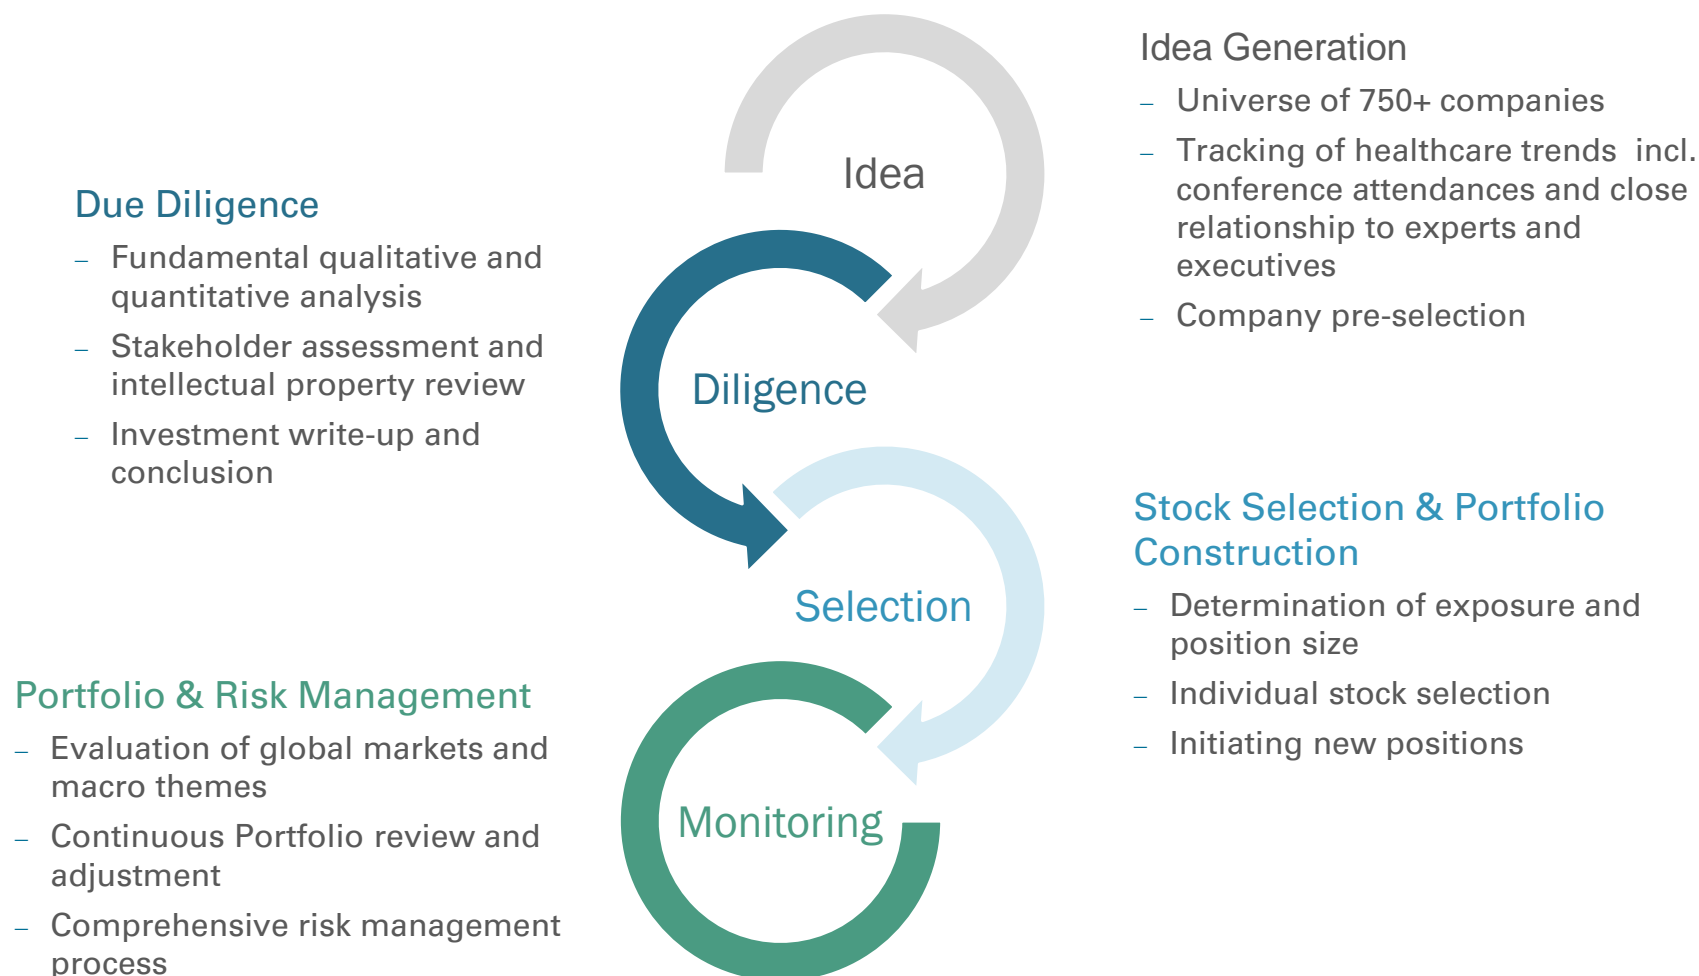 Idea Generation
– Universe of 750+ companies
– Tracking of healthcare trends  incl.
conference attendances and close
relationship to experts and
executives
– Company pre-selection
Idea
Due Diligence
– Fundamental qualitative and
quantitative analysis
– Stakeholder assessment and
intellectual property review
– Investment write-up and
conclusion
Diligence
Stock Selection & Portfolio
Construction
– Determination of exposure and
position size
– Individual stock selection
– Initiating new positions
Selection
Portfolio & Risk Management
– Evaluation of global markets and
macro themes
– Continuous Portfolio review and
adjustment
– Comprehensive risk management
process
Monitoring